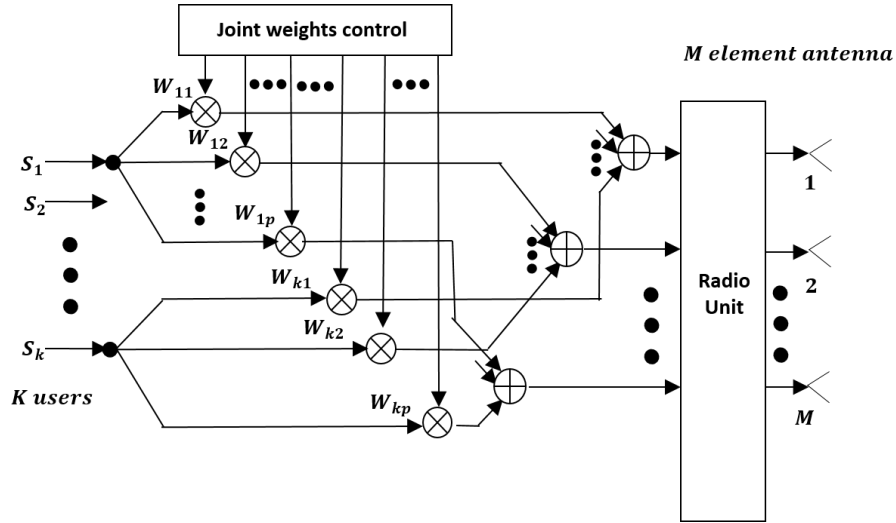 Joint weights control
M element antenna
W₁₁
W₁₂
S₁
1
S₂
W₁ₚ
Wₖ₁
Radio
Unit
2
Wₖ₂
Sₖ
K users
Wₖₚ
M